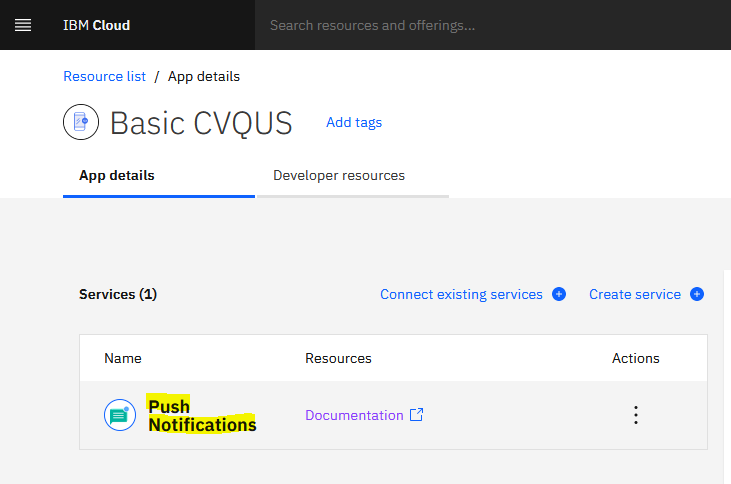 IBM Cloud Search resources and offerings...
Resource list / App details
Basic CVQUS Add tags
App details Developer resources
Services (1) Connect existing services Create service
Name Resources Actions
Push
Notifications Documentation